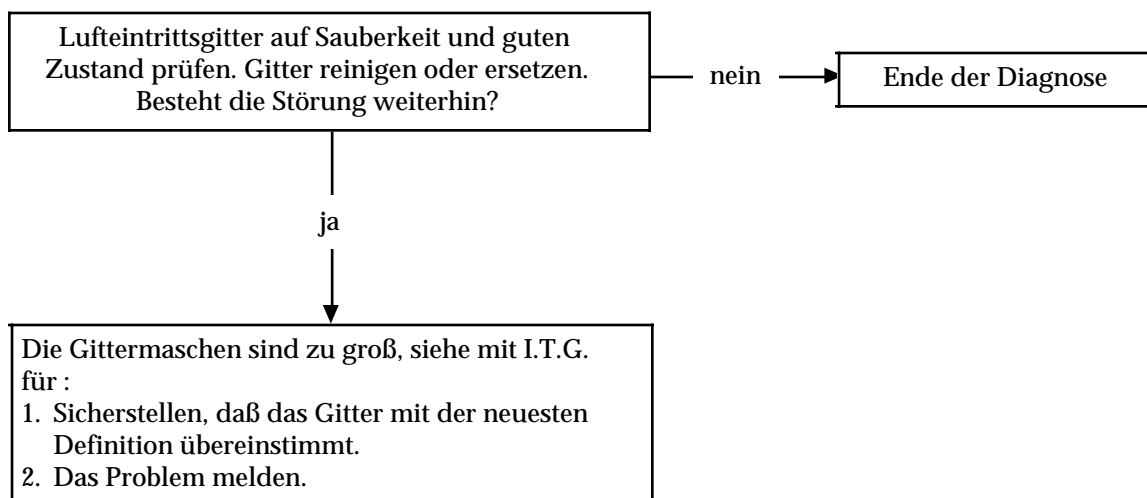 Lufteintrittsgitter auf Sauberkeit und guten
Zustand prüfen. Gitter reinigen oder ersetzen.
Besteht die Störung weiterhin?
nein
Ende der Diagnose
ja
Die Gittermaschen sind zu groß, siehe mit I.T.G.
für :
1. Sicherstellen, daß das Gitter mit der neuesten
Definition übereinstimmt.
2. Das Problem melden.